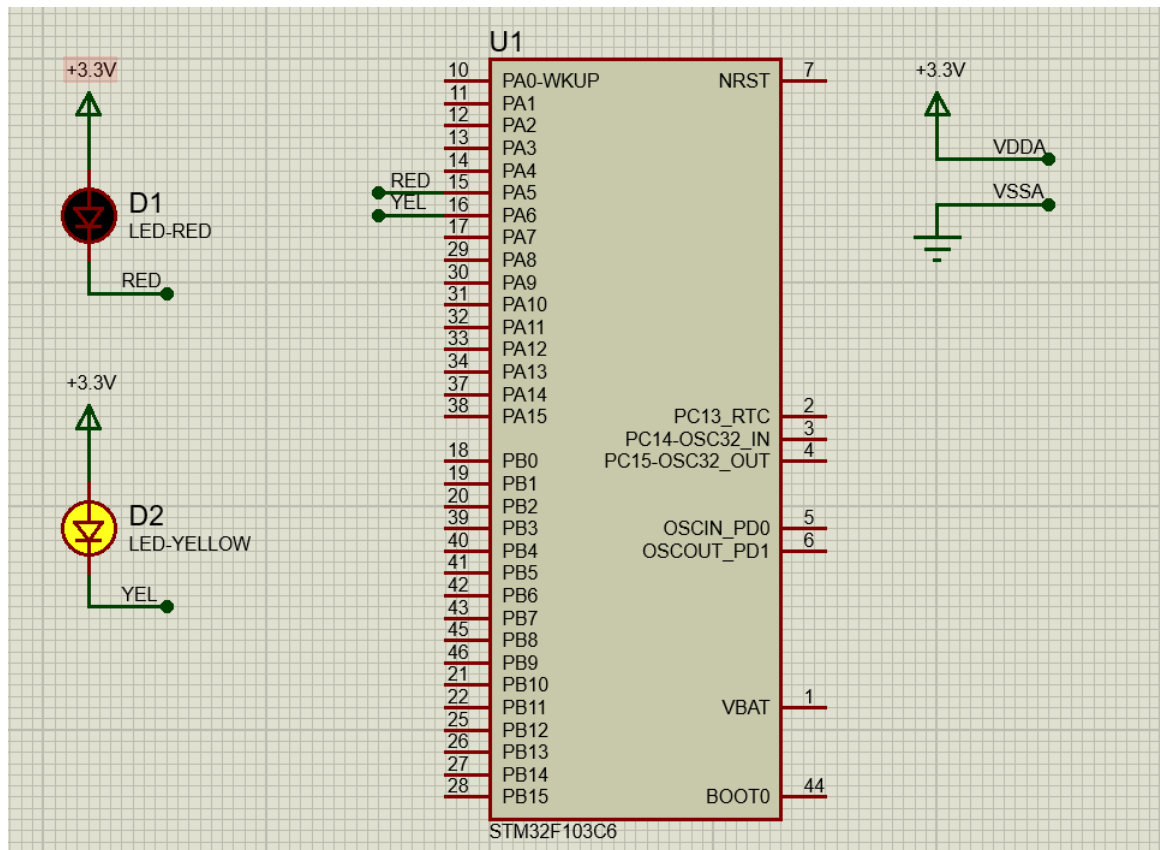 +3.3V
D1
LED-RED
RED
+3.3V
D2
LED-YELLOW
YEL
U1
10 PA0-WKUP
11 PA1
12 PA2
13 PA3
14 PA4
RED 15 PA5
YEL 16 PA6
17 PA7
29 PA8
30 PA9
31 PA10
32 PA11
33 PA12
34 PA13
37 PA14
38 PA15
18 PB0
19 PB1
20 PB2
39 PB3
40 PB4
41 PB5
42 PB6
43 PB7
45 PB8
46 PB9
21 PB10
22 PB11
25 PB12
26 PB13
27 PB14
28 PB15
NRST 7
PC13_RTC 2
PC14-OSC32_IN 3
PC15-OSC32_OUT 4
OSCIN_PD0 5
OSCOUT_PD1 6
VBAT 1
BOOT0 44
STM32F103C6
+3.3V
VDDA
VSSA